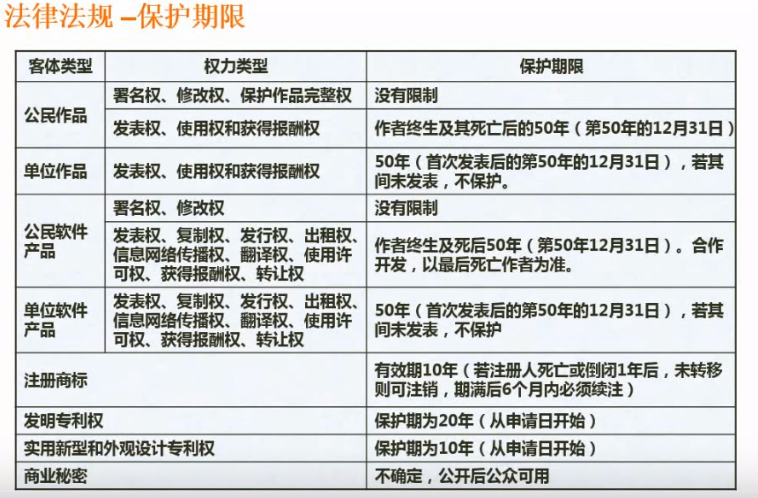 法律法规 –保护期限
客体类型 权力类型 保护期限
公民作品
署名权、修改权、保护作品完整权 没有限制
发表权、使用权和获得报酬权 作者终生及其死亡后的50年（第50年的12月31日）
单位作品 发表权、使用权和获得报酬权
50年（首次发表后的第50年的12月31日），若其
间未发表，不保护。
公民软件
产品
署名权、修改权 没有限制
发表权、复制权、发行权、出租权、
信息网络传播权、翻译权、使用许
可权、获得报酬权、转让权
作者终生及死后50年（第50年12月31日）。合作
开发，以最后死亡作者为准。
单位软件
产品
发表权、复制权、发行权、出租权、
信息网络传播权、翻译权、使用许
可权、获得报酬权、转让权
50年（首次发表后的第50年的12月31日），若其
间未发表，不保护
注册商标
有效期10年（若注册人死亡或倒闭1年后，未转移
则可注销，期满后6个月内必须续注）
发明专利权 保护期为20年（从申请日开始）
实用新型和外观设计专利权 保护期为10年（从申请日开始）
商业秘密 不确定，公开后公众可用